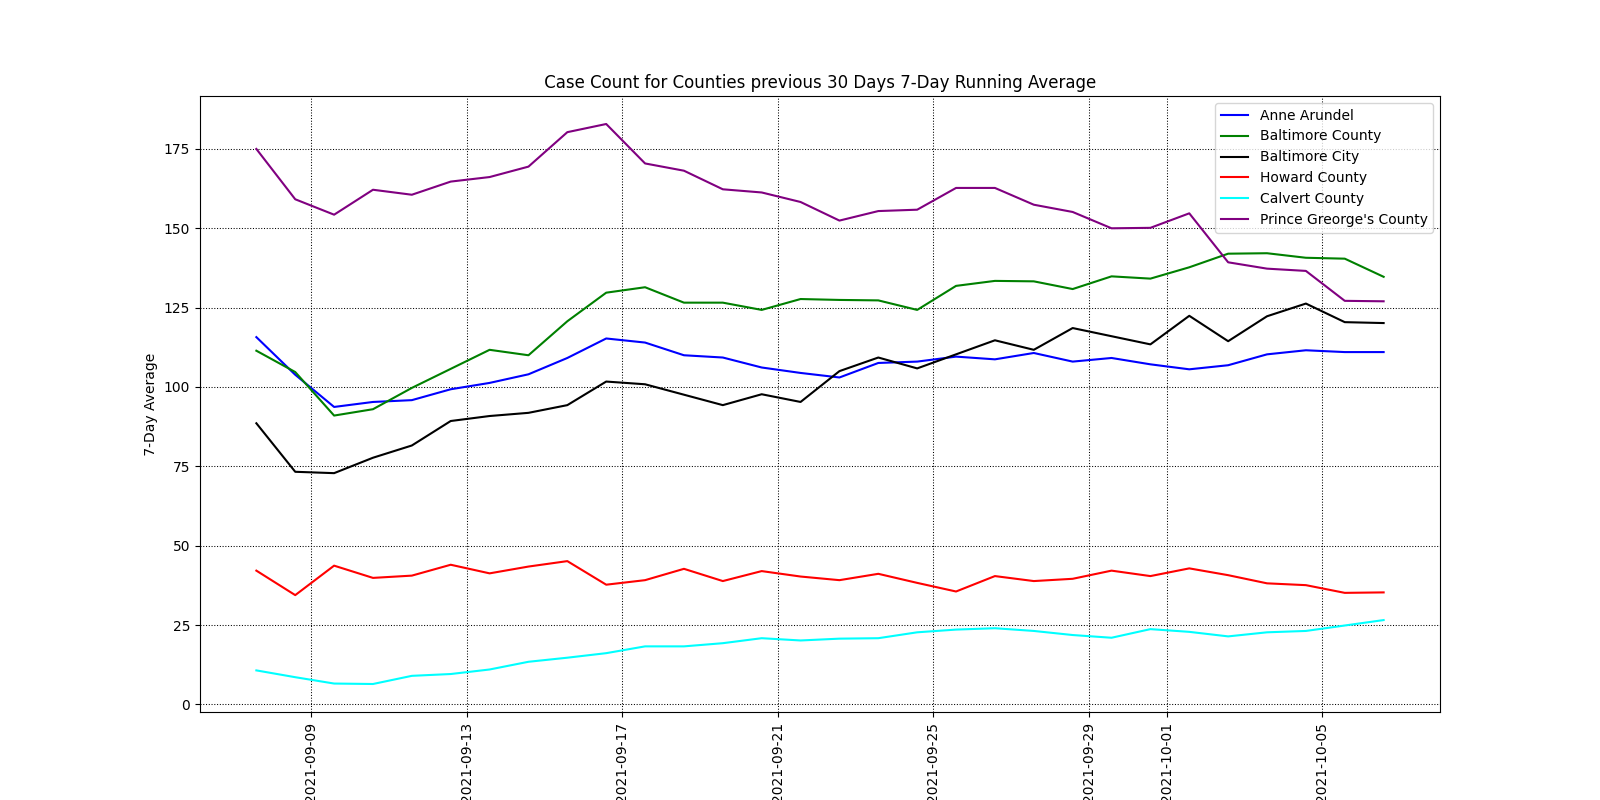 Case Count for Counties previous 30 Days 7-Day Running Average
Anne Arundel
Baltimore County
Baltimore City
Howard County
Calvert County
Prince Greorge's County
7-Day Average
175
150
125
100
75
50
25
0
2021-09-09
2021-09-13
2021-09-17
2021-09-21
2021-09-25
2021-09-29
2021-10-01
2021-10-05